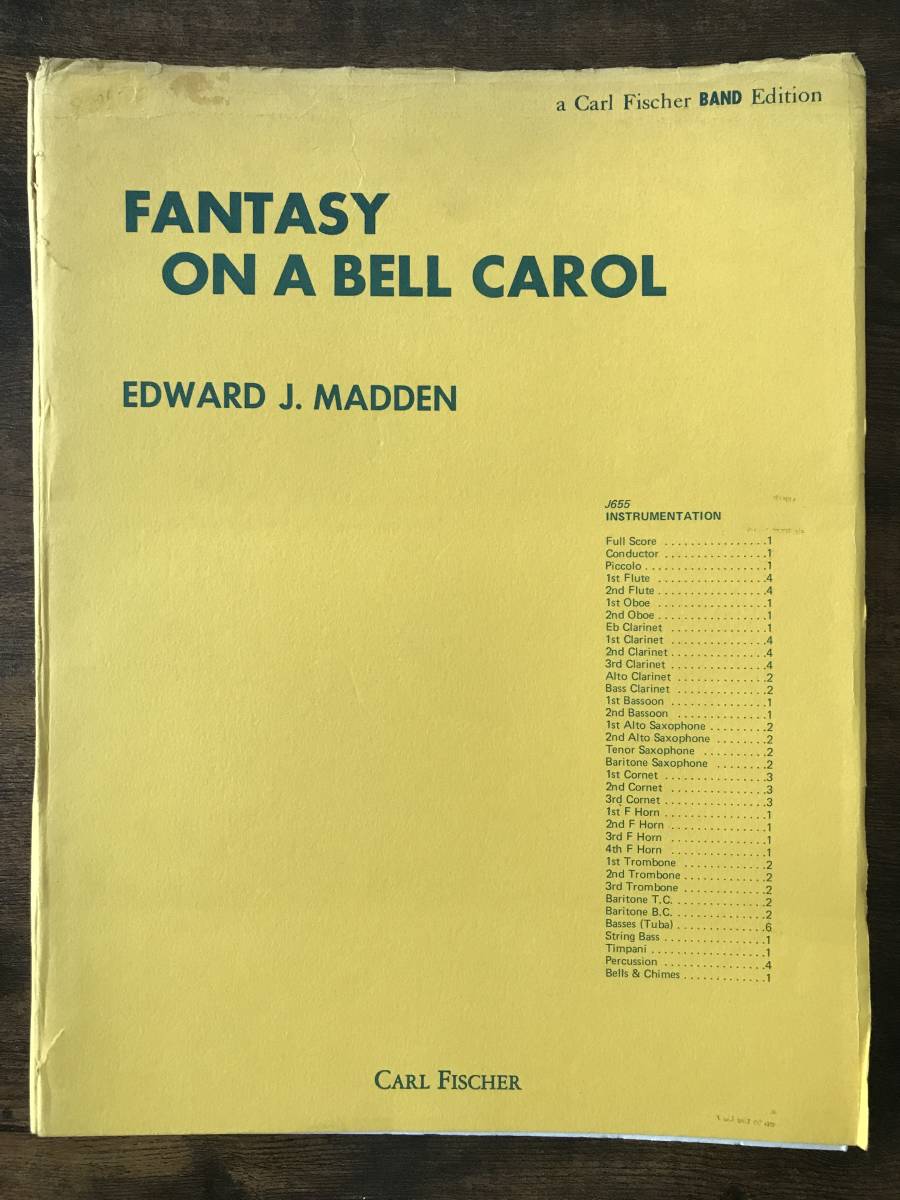 a Carl Fischer BAND Edition
FANTASY
ON A BELL CAROL
EDWARD J. MADDEN
J655
INSTRUMENTATION
Full Score ................1
Conductor ................1
Piccolo ...................1
1st Flute .................4
2nd Flute .................4
1st Oboe .................1
2nd Oboe .................1
Eb Clarinet ...............1
1st Clarinet ...............4
2nd Clarinet ...............4
3rd Clarinet ...............4
Alto Clarinet ..............2
Bass Clarinet ..............2
1st Bassoon ...............1
2nd Bassoon ..............1
1st Alto Saxophone .........2
2nd Alto Saxophone ........2
Tenor Saxophone ..........2
Baritone Saxophone ........2
1st Cornet ................3
2nd Cornet ...............3
3rd Cornet ................3
1st F Horn ................1
2nd F Horn ...............1
3rd F Horn ................1
4th F Horn ................1
1st Trombone .............2
2nd Trombone .............2
3rd Trombone .............2
Baritone T.C. ..............2
Baritone B.C. ..............2
Basses (Tuba) ..............6
String Bass ................1
Timpani ..................1
Percussion ................4
Bells & Chimes .............1
CARL FISCHER